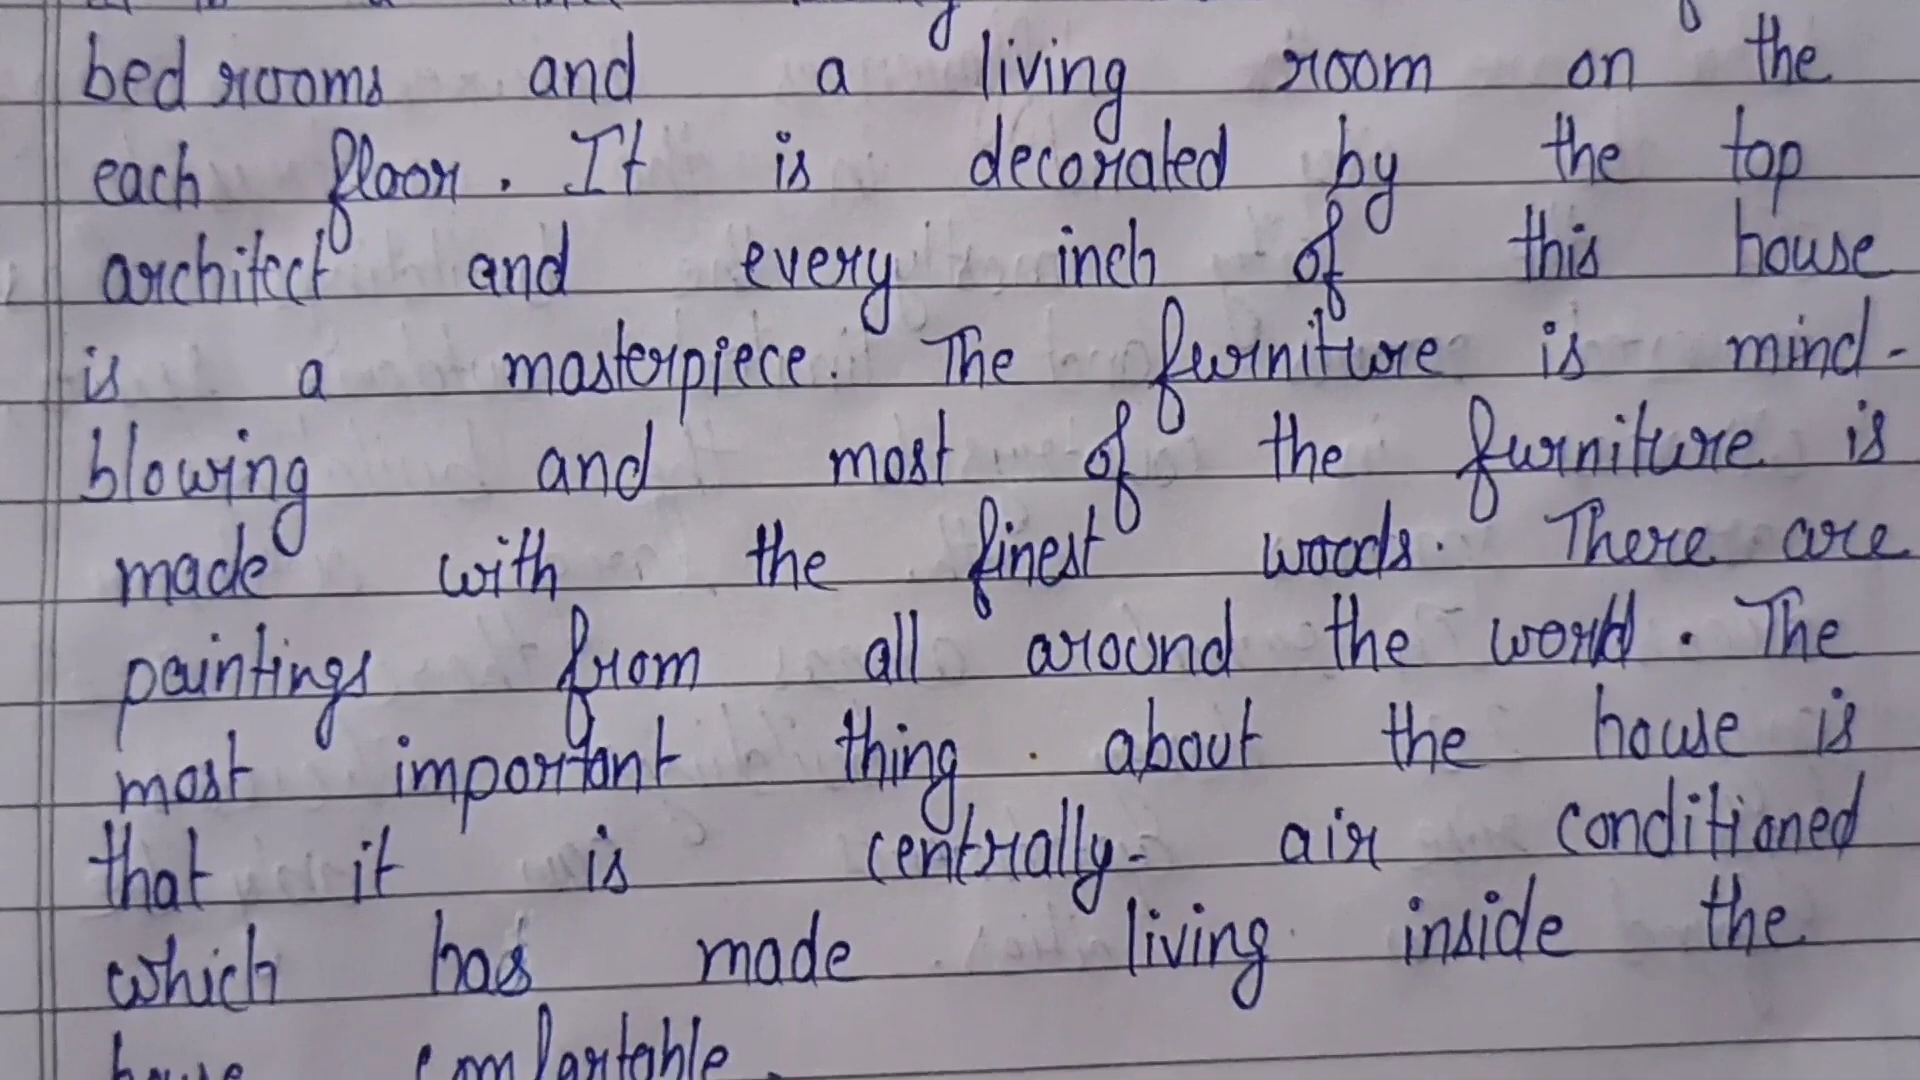 bed rooms and a living room on the
each floor. It is decorated by the top
architect and every inch of this house
is a masterpiece. The furniture is mind-
blowing and most of the furniture is
made with the finest woods. There are
paintings from all around the world. The
most important thing about the house is
that it is centrally- air conditioned
which has made living inside the
house comfortable.